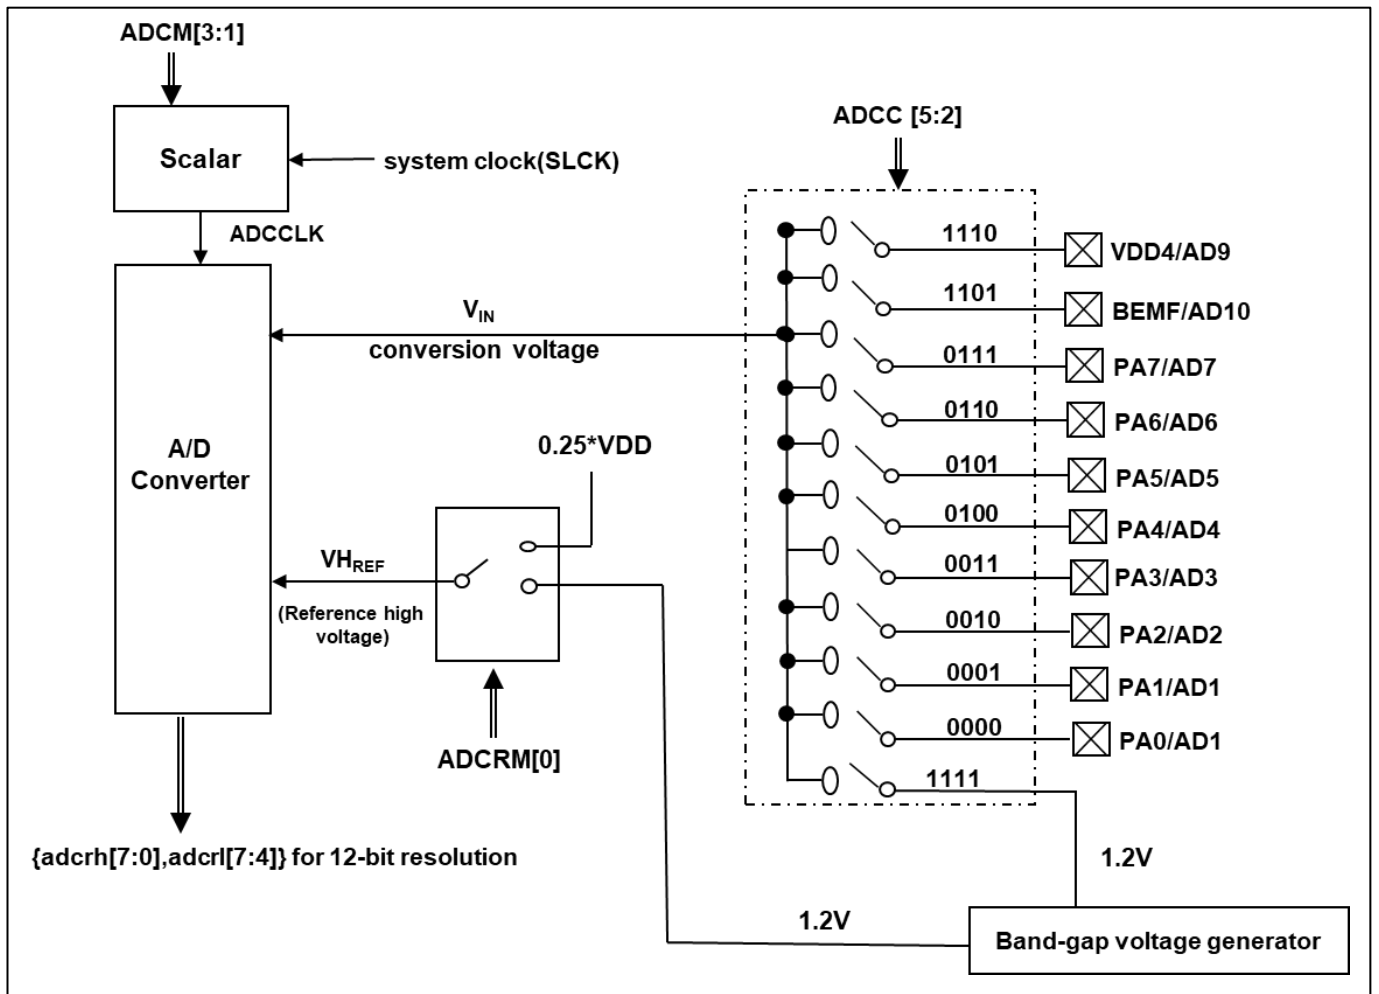 ADCM[3:1]
Scalar
system clock(SLCK)
ADCCLK
ADCC [5:2]
1110
VDD4/AD9
1101
BEMF/AD10
VIN
conversion voltage
0111
PA7/AD7
0110
PA6/AD6
A/D
Converter
0.25*VDD
0101
PA5/AD5
0100
PA4/AD4
VHREF
(Reference high
voltage)
0011
PA3/AD3
0010
PA2/AD2
0001
PA1/AD1
0000
PA0/AD1
ADCRM[0]
1111
{adcrh[7:0],adcrl[7:4]} for 12-bit resolution
1.2V
1.2V
Band-gap voltage generator